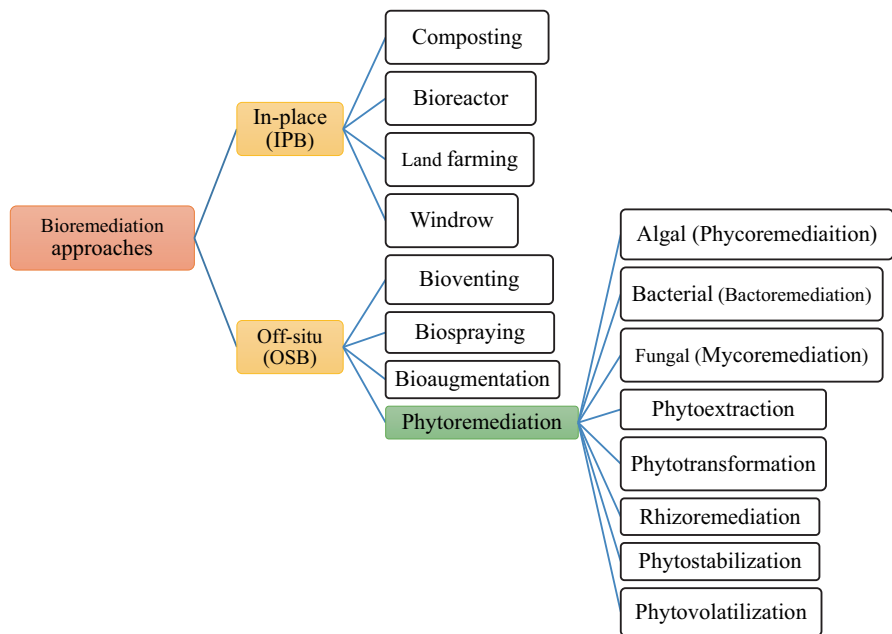 Composting
Bioreactor
Land farming
Windrow
In-place
(IPB)
Bioremediation
approaches
Off-situ
(OSB)
Bioventing
Biospraying
Bioaugmentation
Phytoremediation
Algal (Phycoremediaition)
Bacterial (Bactoremediation)
Fungal (Mycoremediation)
Phytoextraction
Phytotransformation
Rhizoremediation
Phytostabilization
Phytovolatilization